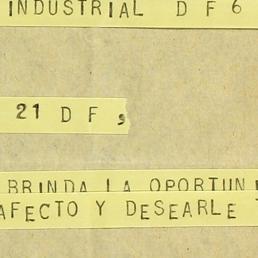 INDUSTRIAL D F 6
21 D F ,
BRINDA LA OPORTUN
AFECTO Y DESEARLE